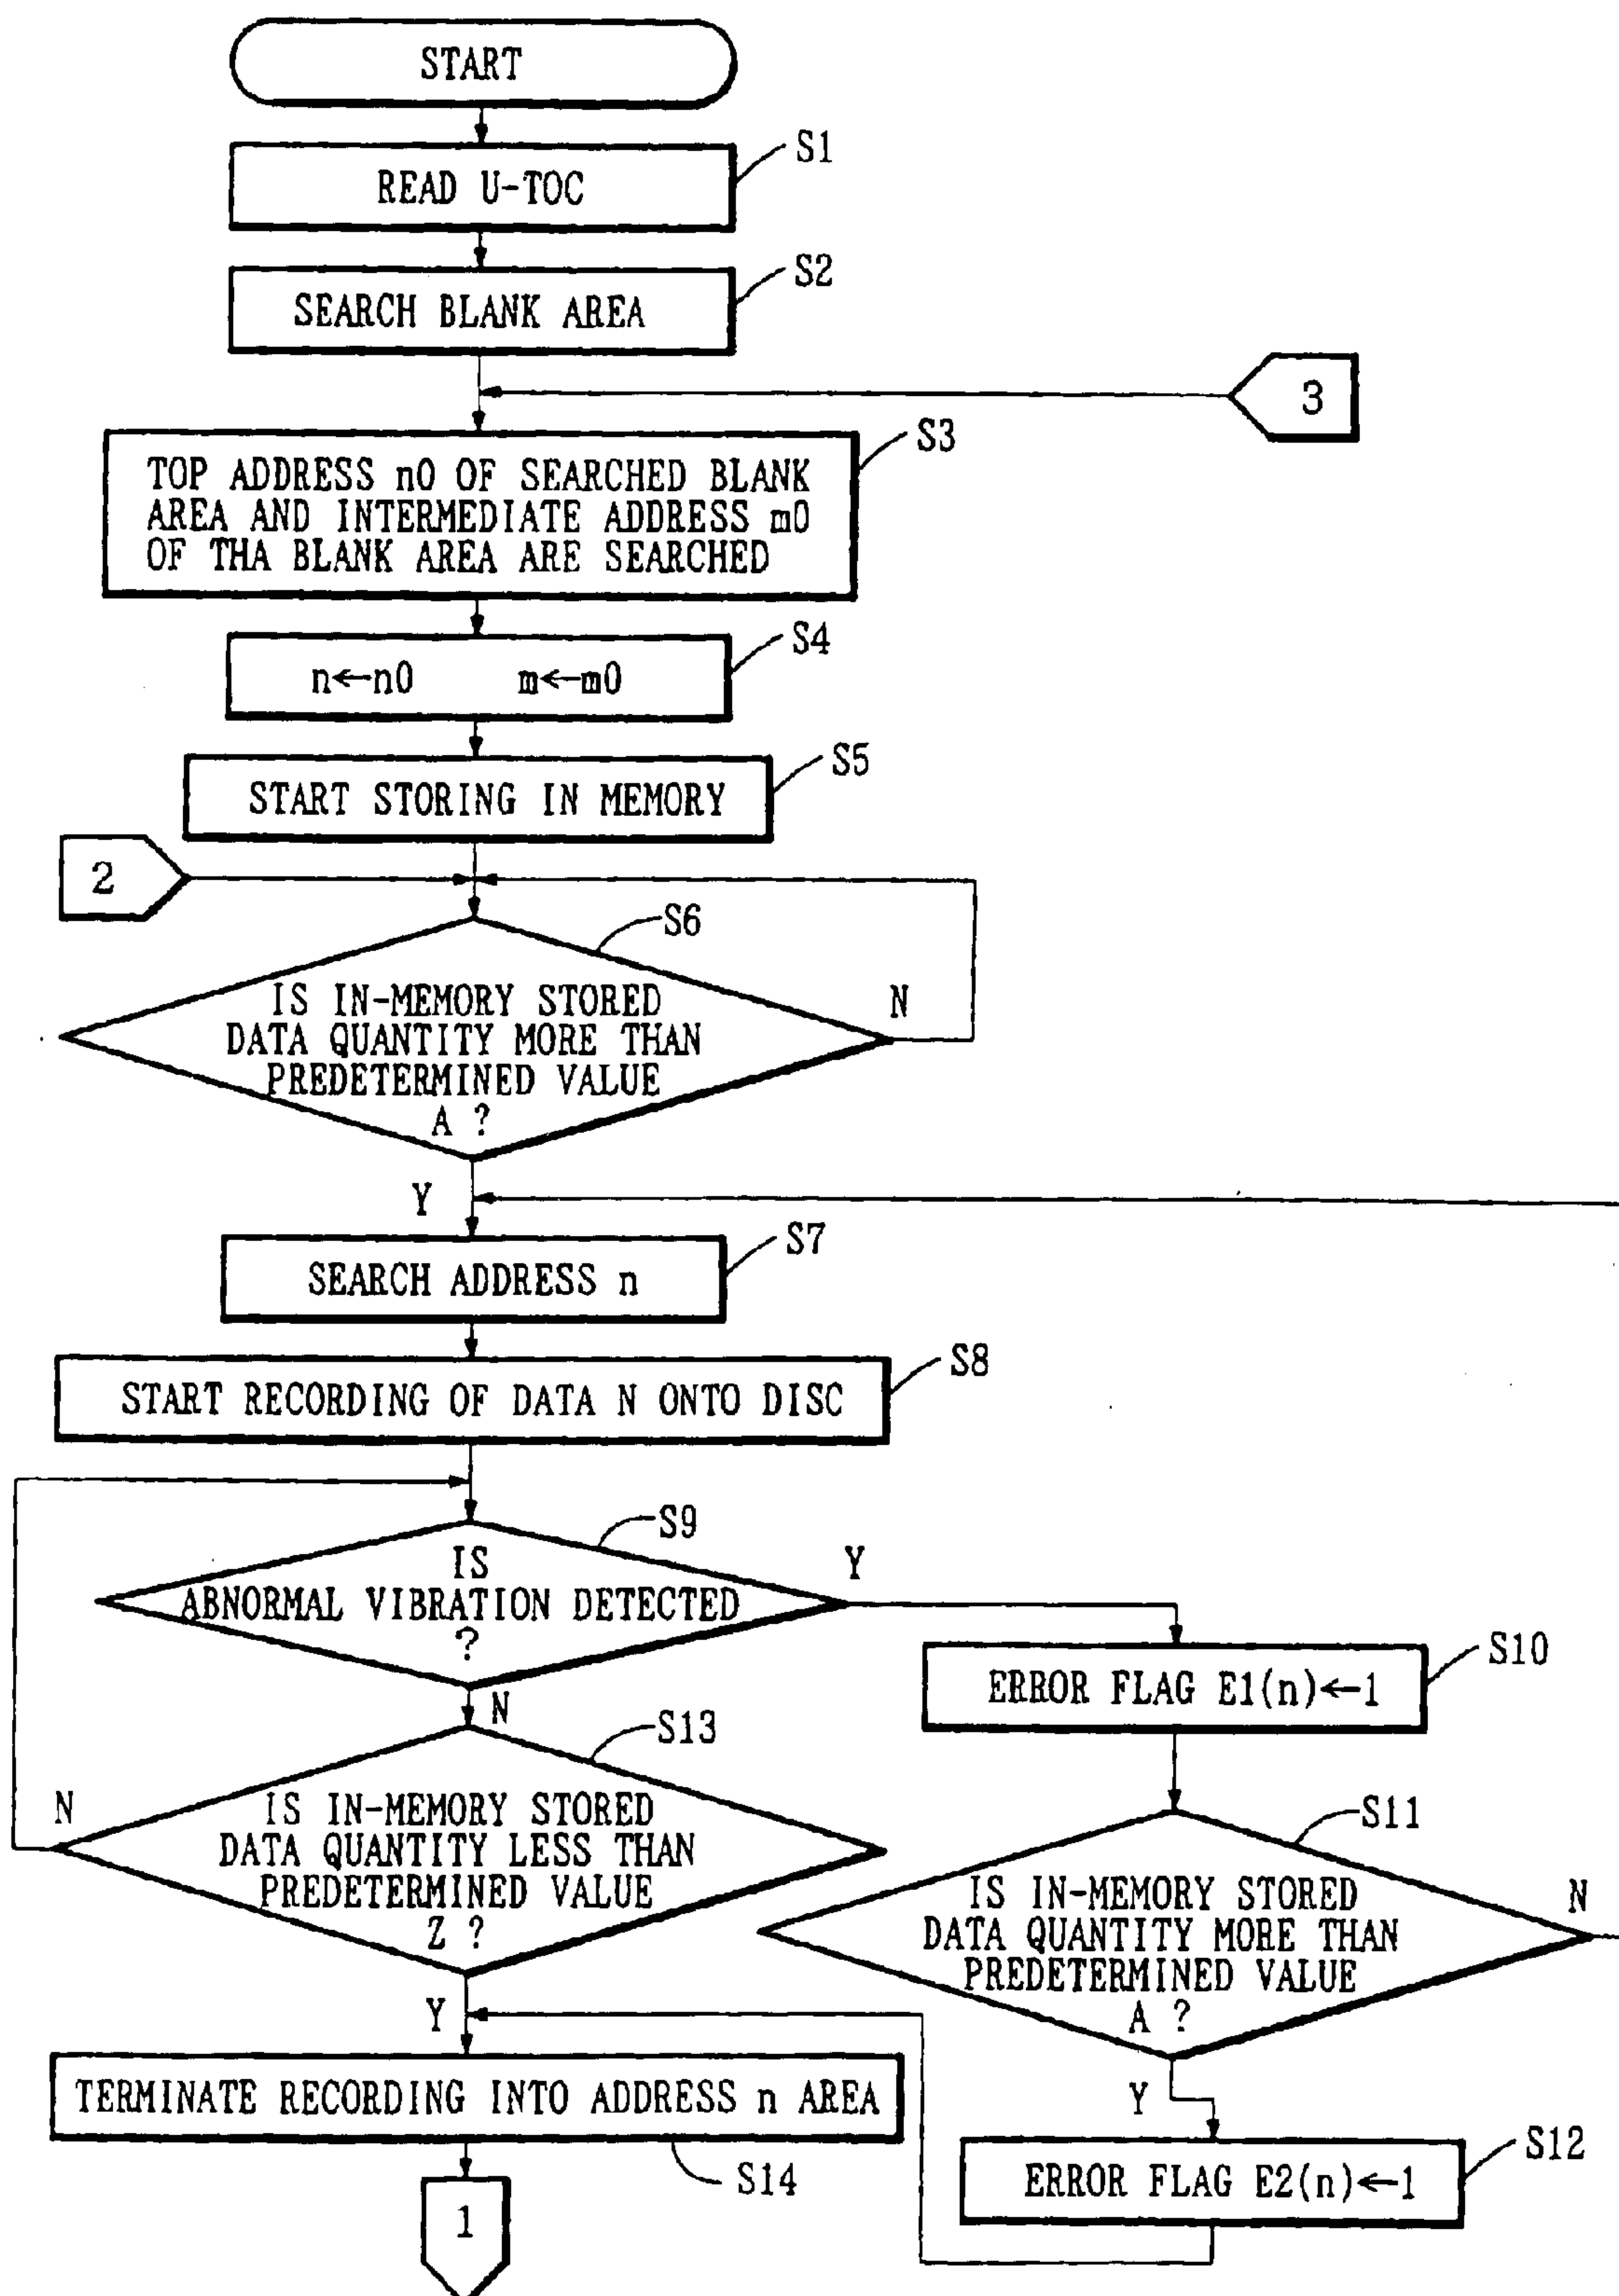 START
S1
READ U-TOC
S2
SEARCH BLANK AREA
3
S3
TOP ADDRESS n0 OF SEARCHED BLANK
AREA AND INTERMEDIATE ADDRESS m0
OF THA BLANK AREA ARE SEARCHED
S4
n←n0 m←m0
S5
START STORING IN MEMORY
2
S6
IS IN-MEMORY STORED
DATA QUANTITY MORE THAN
PREDETERMINED VALUE
A ?
N
Y
S7
SEARCH ADDRESS n
S8
START RECORDING OF DATA N ONTO DISC
S9
IS
ABNORMAL VIBRATION DETECTED
?
Y
N
S10
ERROR FLAG E1(n)←1
S13
IS IN-MEMORY STORED
DATA QUANTITY LESS THAN
PREDETERMINED VALUE
Z ?
N
Y
S11
IS IN-MEMORY STORED
DATA QUANTITY MORE THAN
PREDETERMINED VALUE
A ?
N
Y
TERMINATE RECORDING INTO ADDRESS n AREA
S14
S12
ERROR FLAG E2(n)←1
1